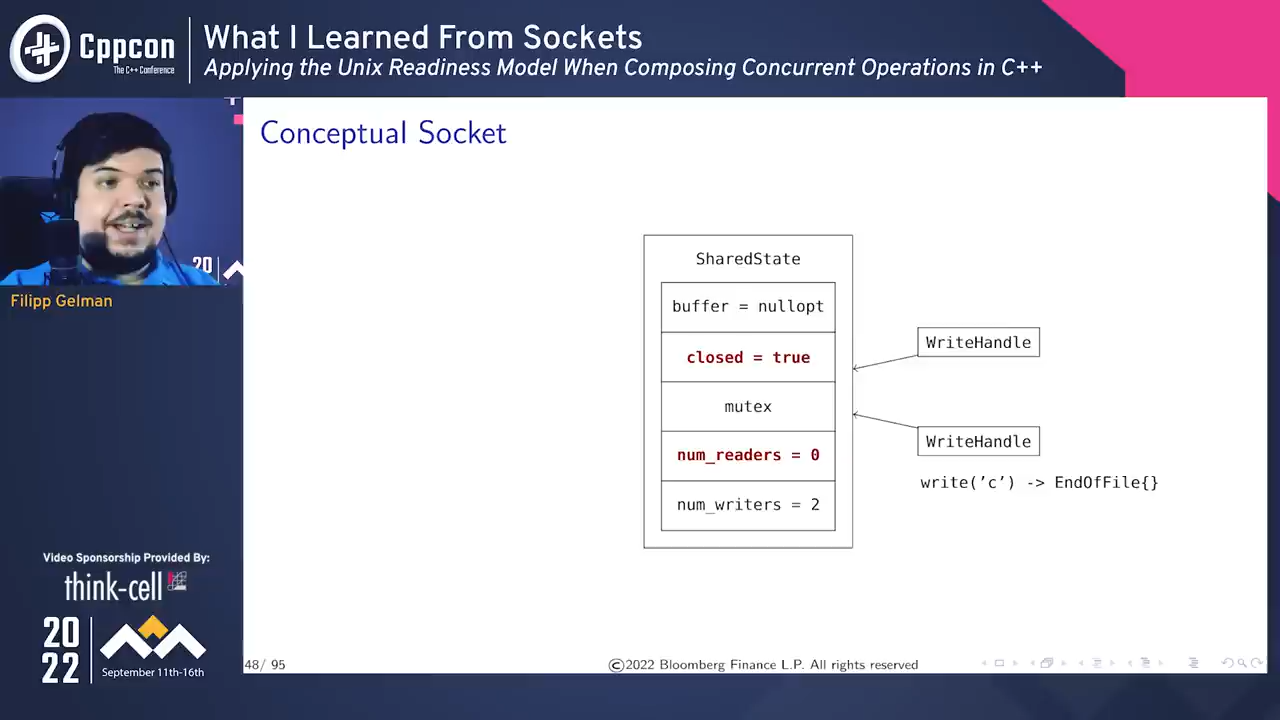 Cppcon
The C++ Conference
What I Learned From Sockets
Applying the Unix Readiness Model When Composing Concurrent Operations in C++
20
Filipp Gelman
Conceptual Socket
SharedState
buffer = nullopt
closed = true
mutex
num_readers = 0
num_writers = 2
WriteHandle
WriteHandle
write('c') -> EndOfFile{}
Video Sponsorship Provided By:
think-cell
20
22
September 11th-16th
48/ 95
©2022 Bloomberg Finance L.P. All rights reserved